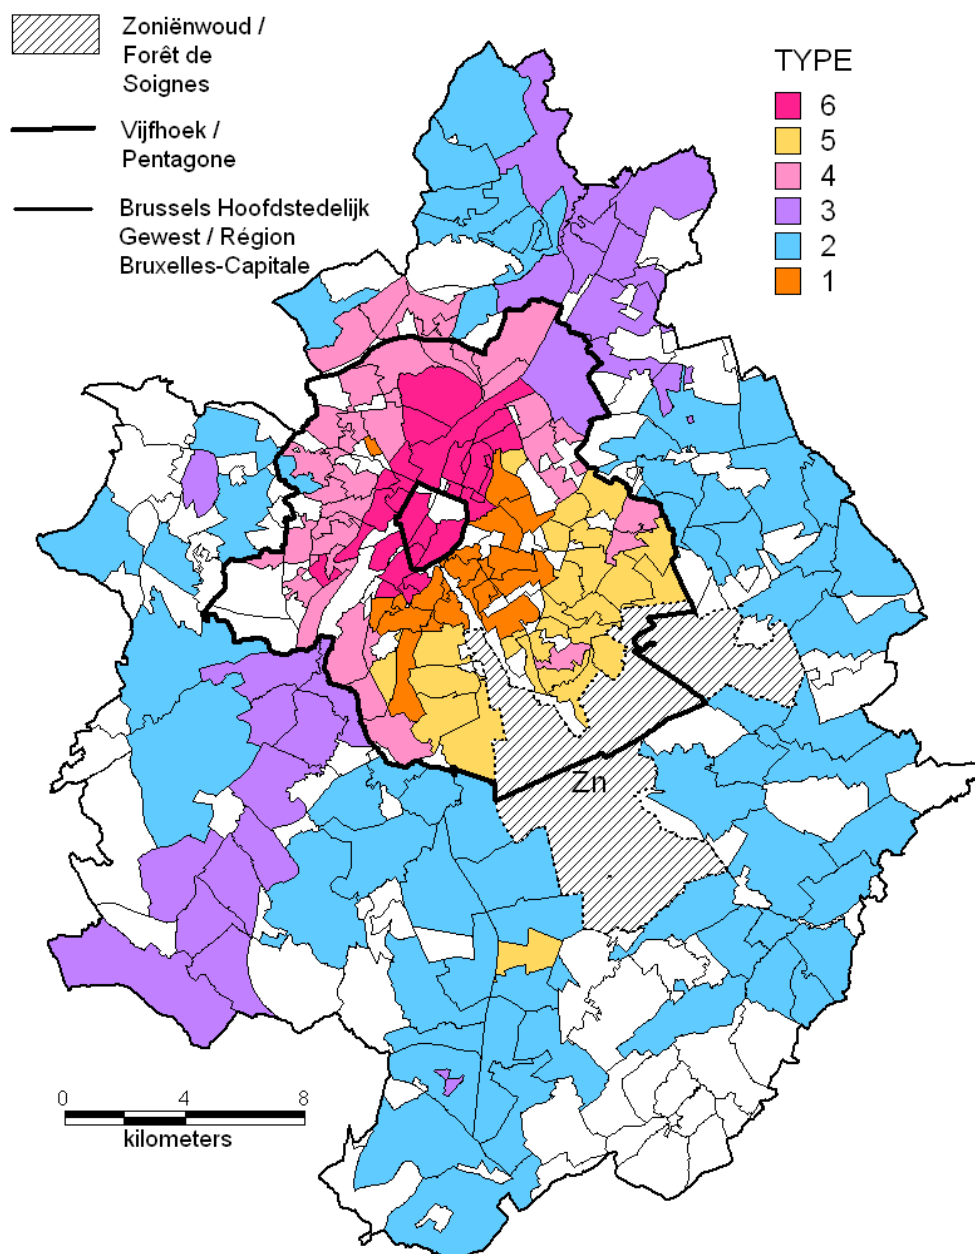 Zoniënwoud /
Forêt de
Soignes
Vijfhoek /
Pentagone
Brussels Hoofdstedelijk
Gewest / Région
Bruxelles-Capitale
TYPE
6
5
4
3
2
1
Zn
0 8
kilometers